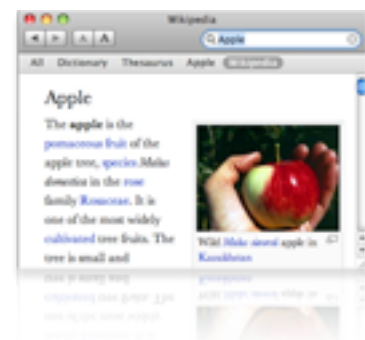 Wikipedia
A A
Apple
All Dictionary Thesaurus Apple Wikipedia
Apple
The apple is the
pomaceous fruit of the
apple tree, species Malus
domestica in the rose
family Rosaceae. It is
one of the most widely
cultivated tree fruits. The
tree is small and
Wild Malus sieversii apple in
Kazakhstan